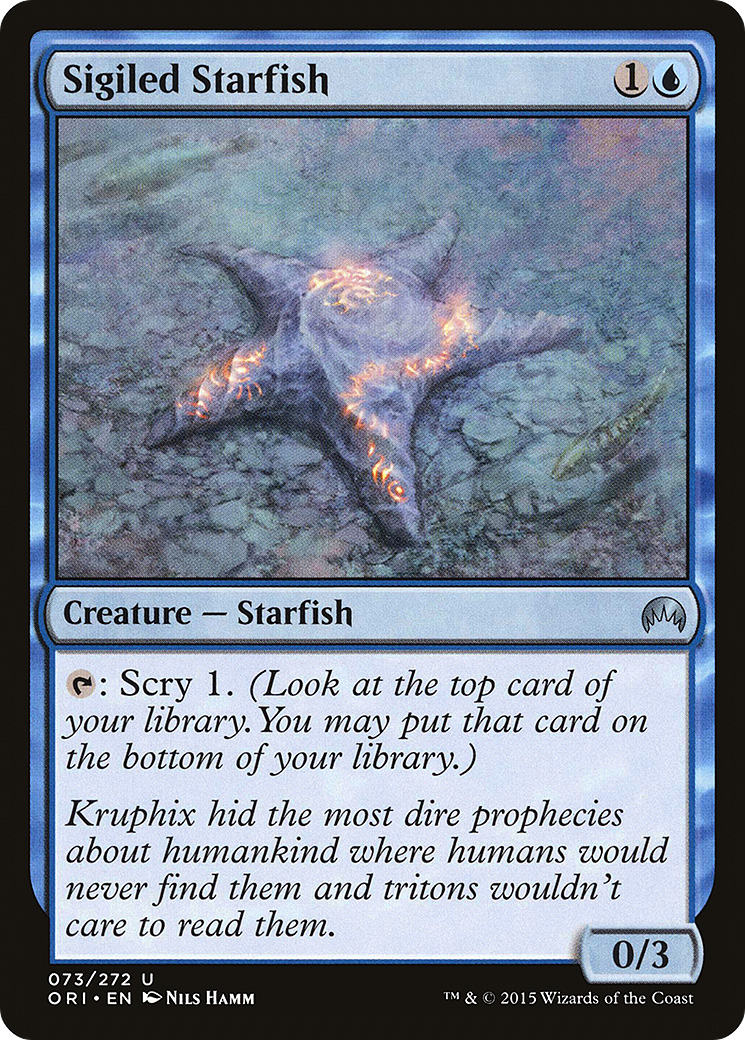 Sigiled Starfish 1
Creature — Starfish
: Scry 1. (Look at the top card of
your library. You may put that card on
the bottom of your library.)
Kruphix hid the most dire prophecies
about humankind where humans would
never find them and tritons wouldn't
care to read them.
0/3
073/272 U
ORI • EN Nils Hamm
™ & © 2015 Wizards of the Coast